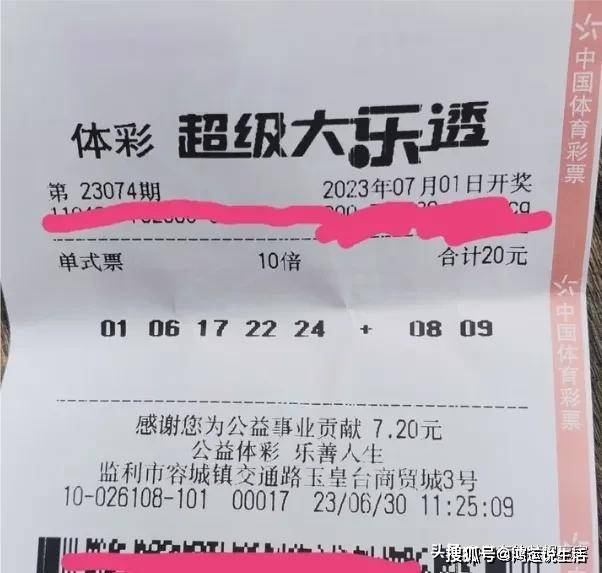 体彩 超级大乐透
第 23074期 2023年07月01日开奖
单式票 10倍 合计20元
01 06 17 22 24 + 08 09
感谢您为公益事业贡献 7.20元
公益体彩 乐善人生
监利市容城镇交通路玉皇台商贸城3号
10-026108-101 00017 23/06/30 11:25:09
中国体育彩票
中国体育彩票
搜狐号@鸿运说生活